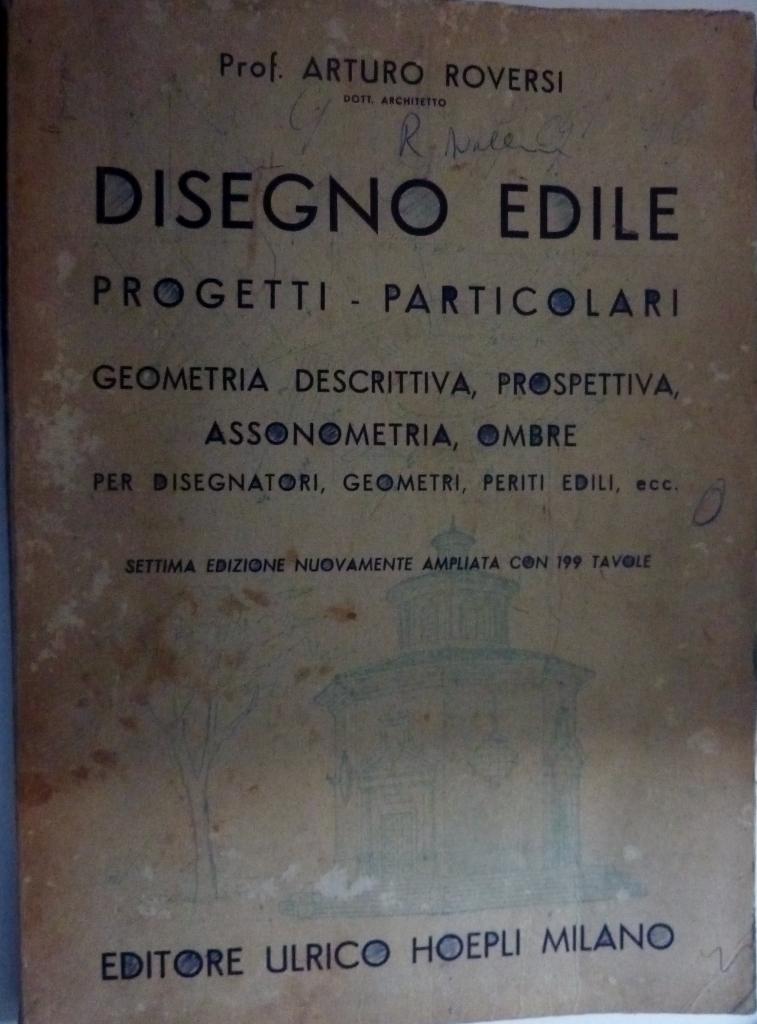 Prof. ARTURO ROVERSI
DOTT. ARCHITETTO
DISEGNO EDILE
PROGETTI - PARTICOLARI
GEOMETRIA DESCRITTIVA, PROSPETTIVA,
ASSONOMETRIA, OMBRE
PER DISEGNATORI, GEOMETRI, PERITI EDILI, ecc.
SETTIMA EDIZIONE NUOVAMENTE AMPLIATA CON 199 TAVOLE
EDITORE ULRICO HOEPLI MILANO